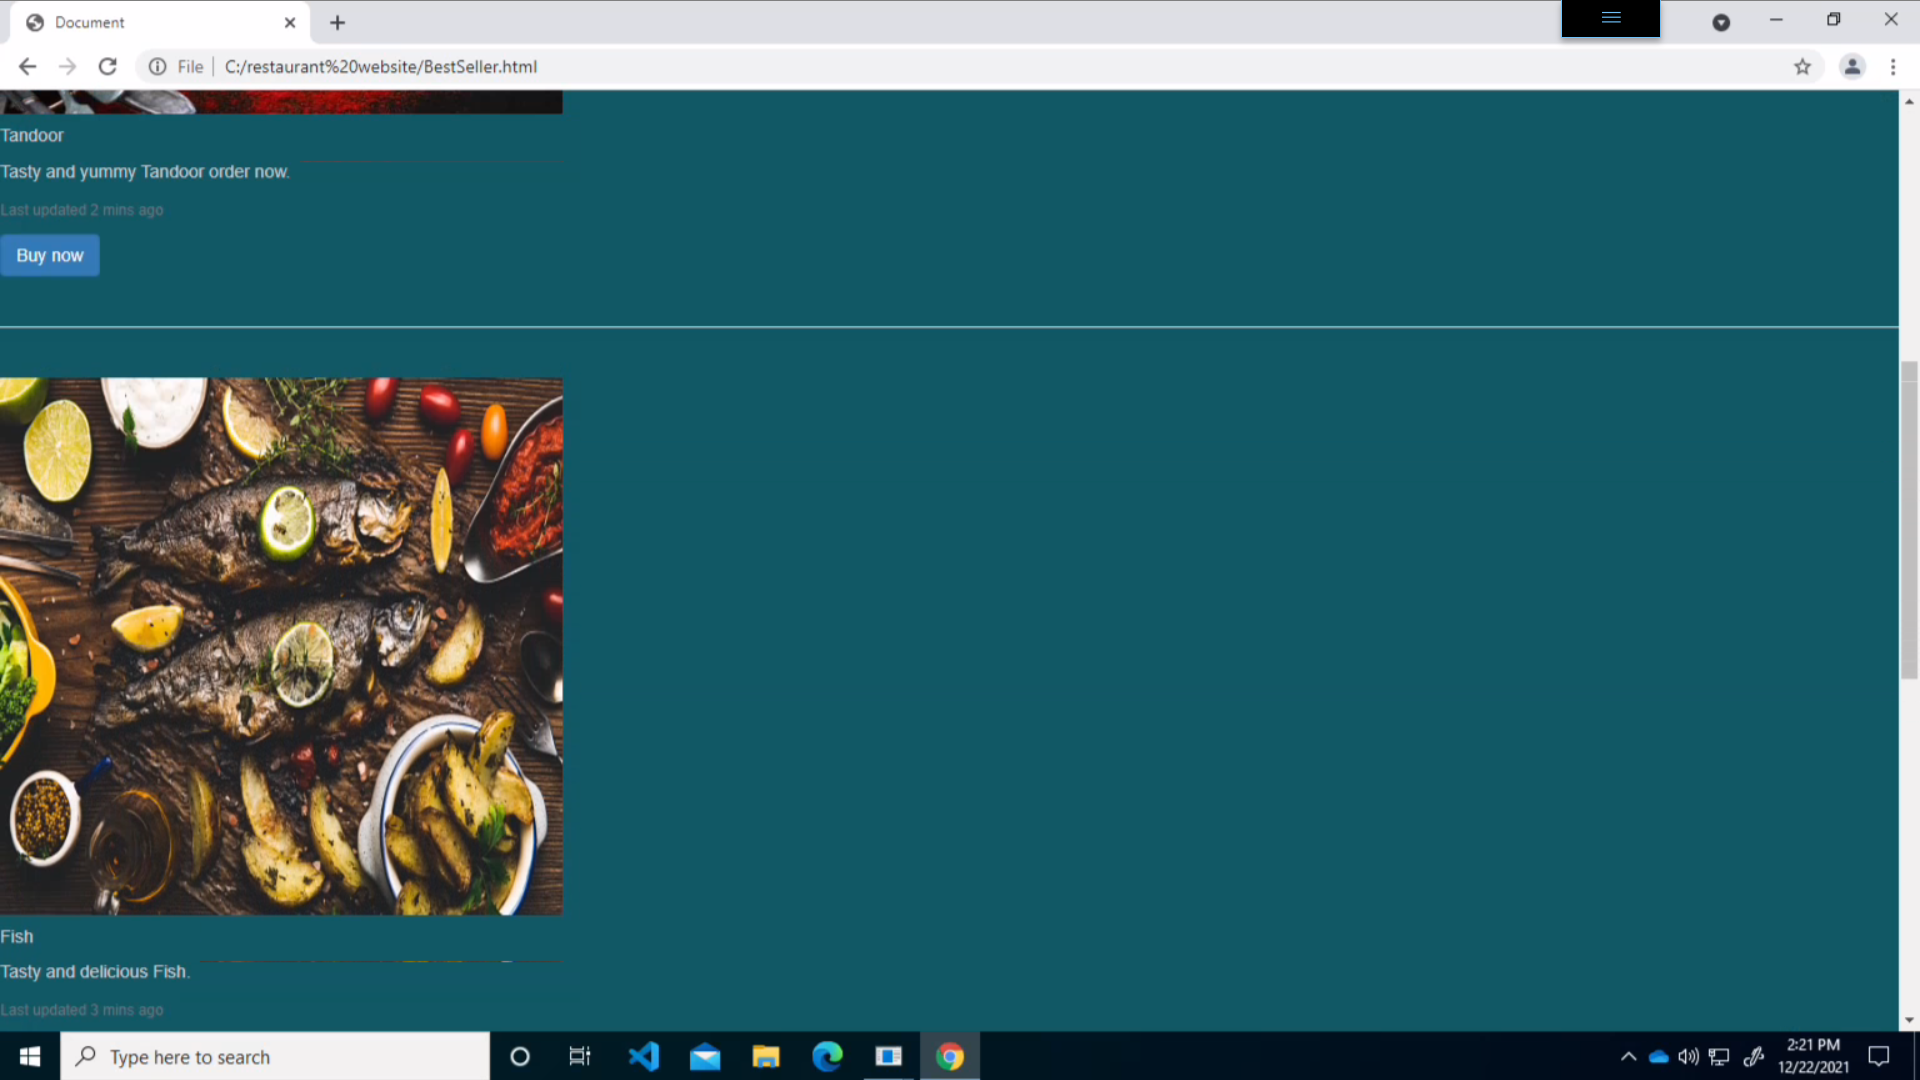 Document
File
C:/restaurant%20website/BestSeller.html
Tandoor
Tasty and yummy Tandoor order now.
Last updated 2 mins ago
Buy now
Fish
Tasty and delicious Fish.
Last updated 3 mins ago
Type here to search
2:21 PM
12/22/2021